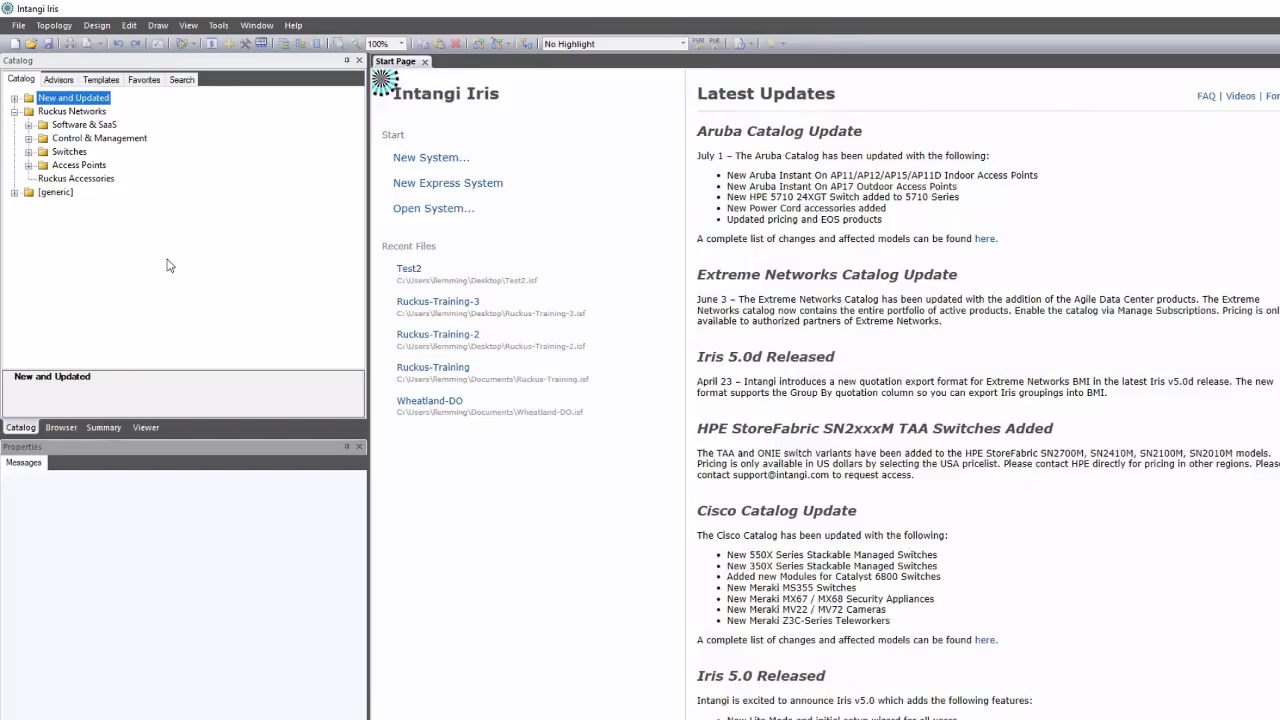 Intangi Iris
File Topology Design Edit Draw View Tools Window Help
100% No Highlight PWR PoE
Catalog
Catalog Advisors Templates Favorites Search
New and Updated
Ruckus Networks
Software & SaaS
Control & Management
Switches
Access Points
Ruckus Accessories
[generic]
New and Updated
Catalog Browser Summary Viewer
Properties
Messages
Start Page
Intangi Iris
Start
New System...
New Express System
Open System...
Recent Files
Test2
C:\Users\llemming\Desktop\Test2.isf
Ruckus-Training-3
C:\Users\llemming\Desktop\Ruckus-Training-3.isf
Ruckus-Training-2
C:\Users\llemming\Desktop\Ruckus-Training-2.isf
Ruckus-Training
C:\Users\llemming\Documents\Ruckus-Training.isf
Wheatland-DO
C:\Users\llemming\Documents\Wheatland-DO.isf
Latest Updates
FAQ | Videos | For
Aruba Catalog Update
July 1 – The Aruba Catalog has been updated with the following:
• New Aruba Instant On AP11/AP12/AP15/AP11D Indoor Access Points
• New Aruba Instant On AP17 Outdoor Access Points
• New HPE 5710 24XGT Switch added to 5710 Series
• New Power Cord accessories added
• Updated pricing and EOS products
A complete list of changes and affected models can be found here.
Extreme Networks Catalog Update
June 3 – The Extreme Networks Catalog has been updated with the addition of the Agile Data Center products. The Extreme
Networks catalog now contains the entire portfolio of active products. Enable the catalog via Manage Subscriptions. Pricing is onl
available to authorized partners of Extreme Networks.
Iris 5.0d Released
April 23 – Intangi introduces a new quotation export format for Extreme Networks BMI in the latest Iris v5.0d release. The new
format supports the Group By quotation column so you can export Iris groupings into BMI.
HPE StoreFabric SN2xxxM TAA Switches Added
The TAA and ONIE switch variants have been added to the HPE StoreFabric SN2700M, SN2410M, SN2100M, SN2010M models.
Pricing is only available in US dollars by selecting the USA pricelist. Please contact HPE directly for pricing in other regions. Please
contact support@intangi.com to request access.
Cisco Catalog Update
The Cisco Catalog has been updated with the following:
• New 550X Series Stackable Managed Switches
• New 350X Series Stackable Managed Switches
• Added new Modules for Catalyst 6800 Switches
• New Meraki MS355 Switches
• New Meraki MX67 / MX68 Security Appliances
• New Meraki MV22 / MV72 Cameras
• New Meraki Z3C-Series Teleworkers
A complete list of changes and affected models can be found here.
Iris 5.0 Released
Intangi is excited to announce Iris v5.0 which adds the following features:
• New Lite Mode and initial setup wizard for all users